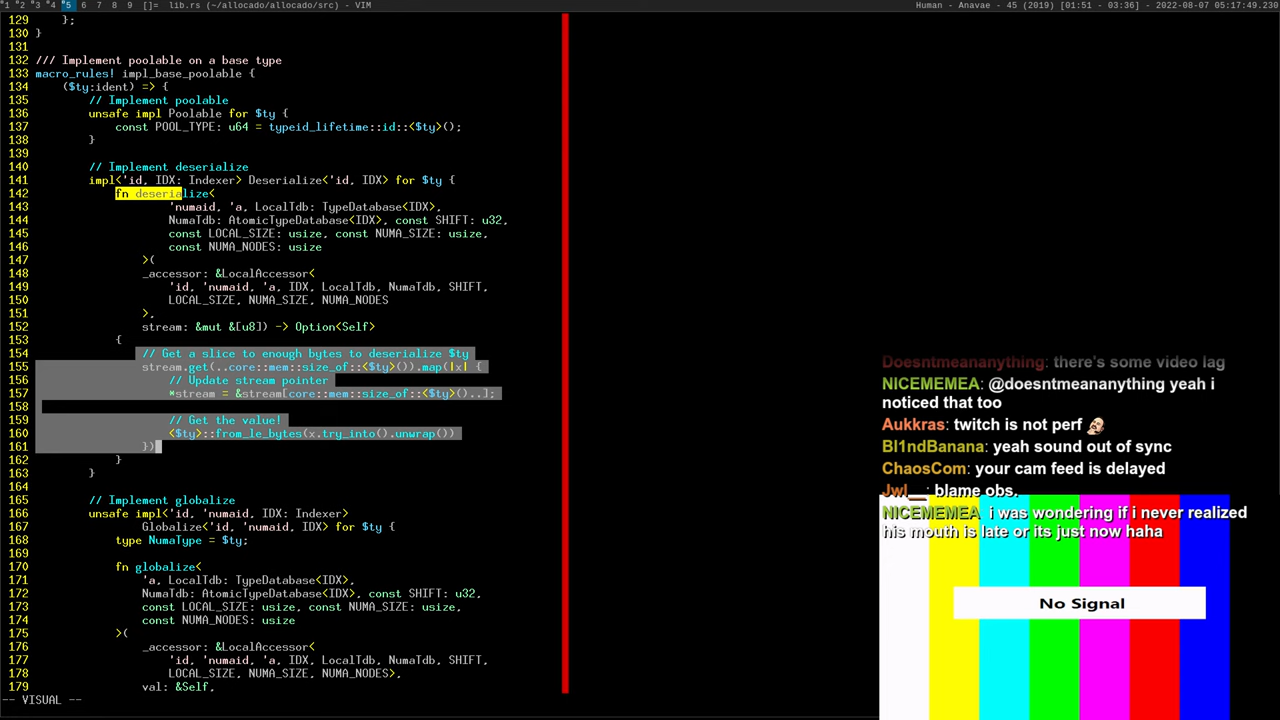 *1 *2 *3 *4 *5 6 7 8 9 []= lib.rs (~/allocado/allocado/src) - VIM
Human - Anavae - 45 (2019) [01:51 - 03:36] - 2022-08-07 05:17:49.230
129     };
130 }
131
132 /// Implement poolable on a base type
133 macro_rules! impl_base_poolable {
134     ($ty:ident) => {
135         // Implement poolable
136         unsafe impl Poolable for $ty {
137             const POOL_TYPE: u64 = typeid_lifetime::id::<$ty>();
138         }
139
140         // Implement deserialize
141         impl<'id, IDX: Indexer> Deserialize<'id, IDX> for $ty {
142             fn deserialize<
143                     'numaid, 'a, LocalTdb: TypeDatabase<IDX>,
144                     NumaTdb: AtomicTypeDatabase<IDX>, const SHIFT: u32,
145                     const LOCAL_SIZE: usize, const NUMA_SIZE: usize,
146                     const NUMA_NODES: usize
147                 >(
148                 _accessor: &LocalAccessor<
149                     'id, 'numaid, 'a, IDX, LocalTdb, NumaTdb, SHIFT,
150                     LOCAL_SIZE, NUMA_SIZE, NUMA_NODES
151                 >,
152                 stream: &mut &[u8]) -> Option<Self>
153             {
154                 // Get a slice to enough bytes to deserialize $ty
155                 stream.get(..core::mem::size_of::<$ty>()).map(|x| {
156                     // Update stream pointer
157                     *stream = &stream[core::mem::size_of::<$ty>()..];
158
159                     // Get the value!
160                     <$ty>::from_le_bytes(x.try_into().unwrap())
161                 })
162             }
163         }
164
165         // Implement globalize
166         unsafe impl<'id, 'numaid, IDX: Indexer>
167                 Globalize<'id, 'numaid, IDX> for $ty {
168             type NumaType = $ty;
169
170             fn globalize<
171                 'a, LocalTdb: TypeDatabase<IDX>,
172                 NumaTdb: AtomicTypeDatabase<IDX>, const SHIFT: u32,
173                 const LOCAL_SIZE: usize, const NUMA_SIZE: usize,
174                 const NUMA_NODES: usize
175             >(
176                 _accessor: &LocalAccessor<
177                     'id, 'numaid, 'a, IDX, LocalTdb, NumaTdb, SHIFT,
178                     LOCAL_SIZE, NUMA_SIZE, NUMA_NODES>,
179                 val: &Self,
-- VISUAL --
Doesntmeananything: there's some video lag
NICEMEMEA: @doesntmeananything yeah i
noticed that too
Aukkras: twitch is not perf
Bl1ndBanana: yeah sound out of sync
ChaosCom: your cam feed is delayed
Jwl__: blame obs.
NICEMEMEA: i was wondering if i never realized
his mouth is late or its just now haha
No Signal